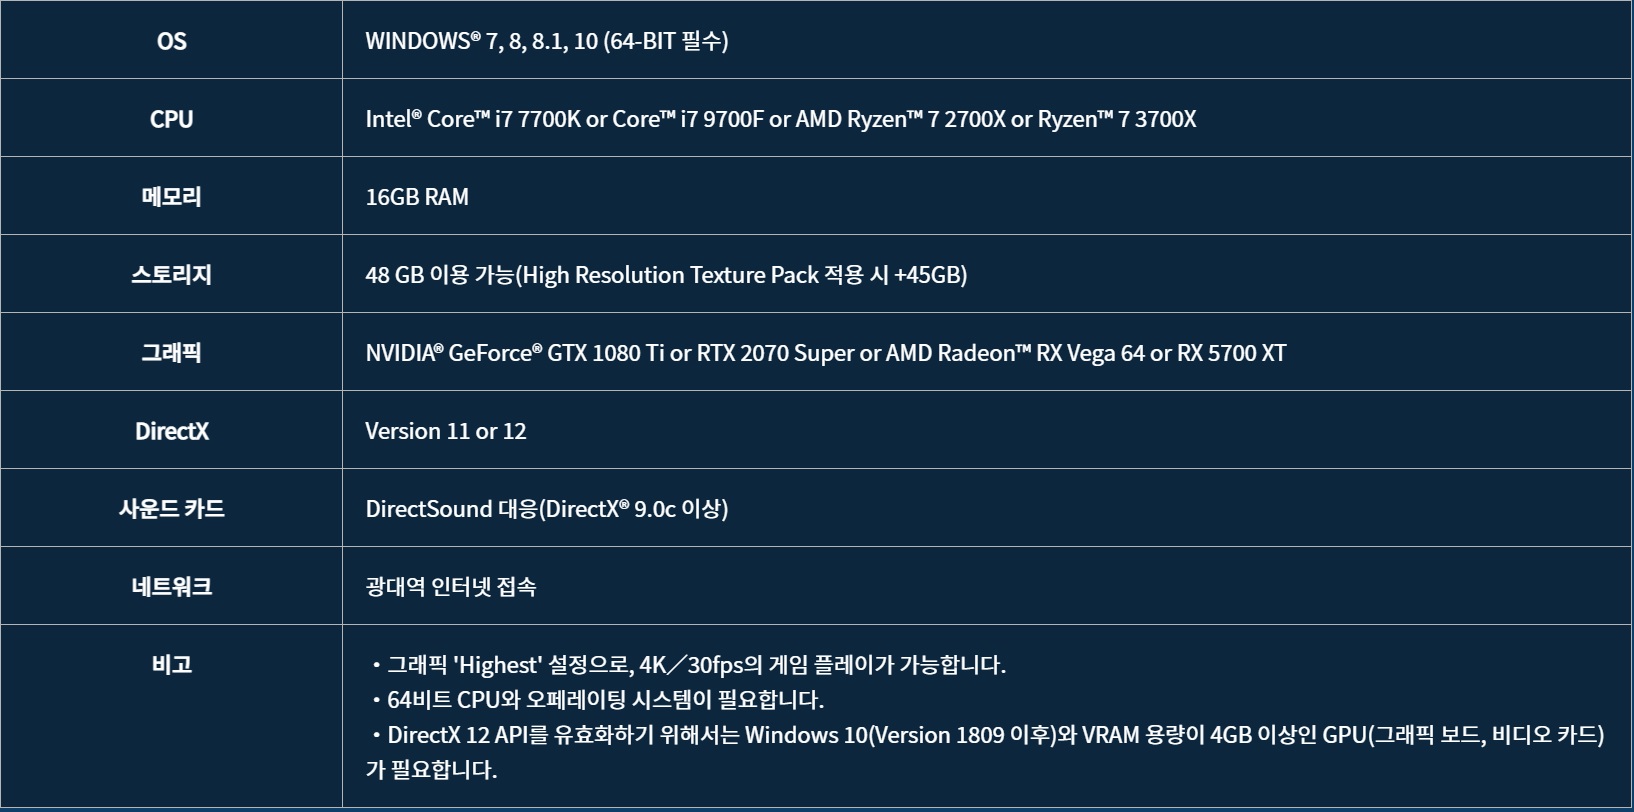 OS
WINDOWS® 7, 8, 8.1, 10 (64-BIT 필수)
CPU
Intel® Core™ i7 7700K or Core™ i7 9700F or AMD Ryzen™ 7 2700X or Ryzen™ 7 3700X
메모리
16GB RAM
스토리지
48 GB 이용 가능(High Resolution Texture Pack 적용 시 +45GB)
그래픽
NVIDIA® GeForce® GTX 1080 Ti or RTX 2070 Super or AMD Radeon™ RX Vega 64 or RX 5700 XT
DirectX
Version 11 or 12
사운드 카드
DirectSound 대응(DirectX® 9.0c 이상)
네트워크
광대역 인터넷 접속
비고
・그래픽 'Highest' 설정으로, 4K／30fps의 게임 플레이가 가능합니다.
・64비트 CPU와 오페레이팅 시스템이 필요합니다.
・DirectX 12 API를 유효화하기 위해서는 Windows 10(Version 1809 이후)와 VRAM 용량이 4GB 이상인 GPU(그래픽 보드, 비디오 카드)
가 필요합니다.